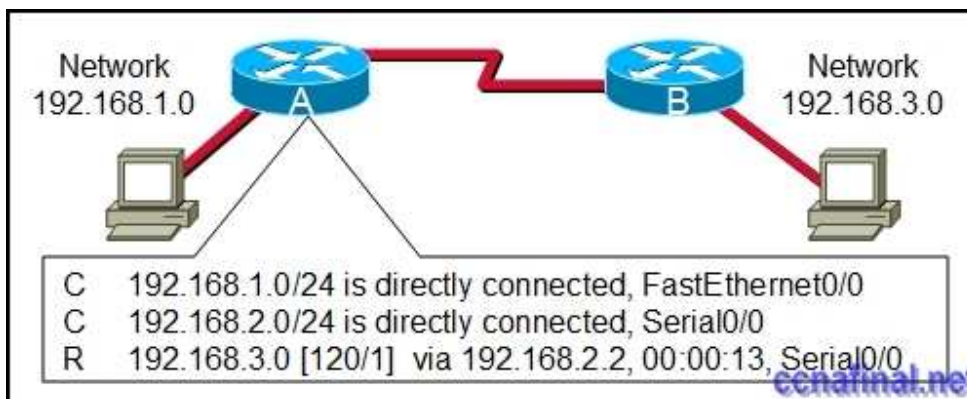 Network
192.168.1.0
A
B
Network
192.168.3.0
C 192.168.1.0/24 is directly connected, FastEthernet0/0
C 192.168.2.0/24 is directly connected, Serial0/0
R 192.168.3.0 [120/1] via 192.168.2.2, 00:00:13, Serial0/0
ccnafinal.net